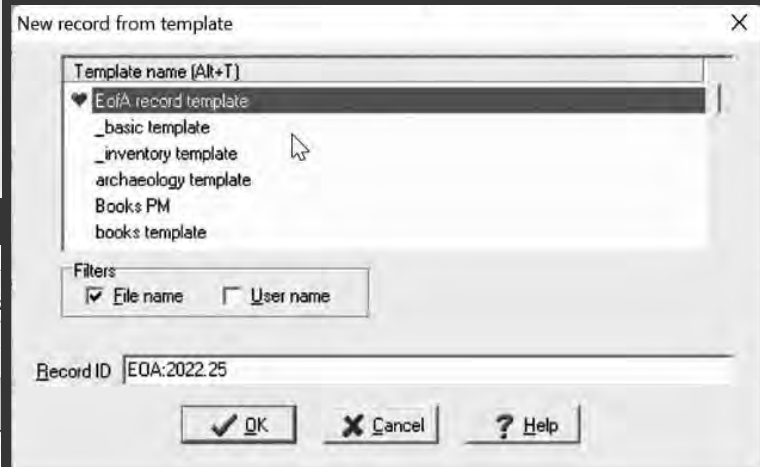 New record from template
Template name (Alt+T)
EofA record template
_basic template
_inventory template
archaeology template
Books PM
books template
Filters
File name User name
Record ID EOA:2022.25
OK Cancel Help